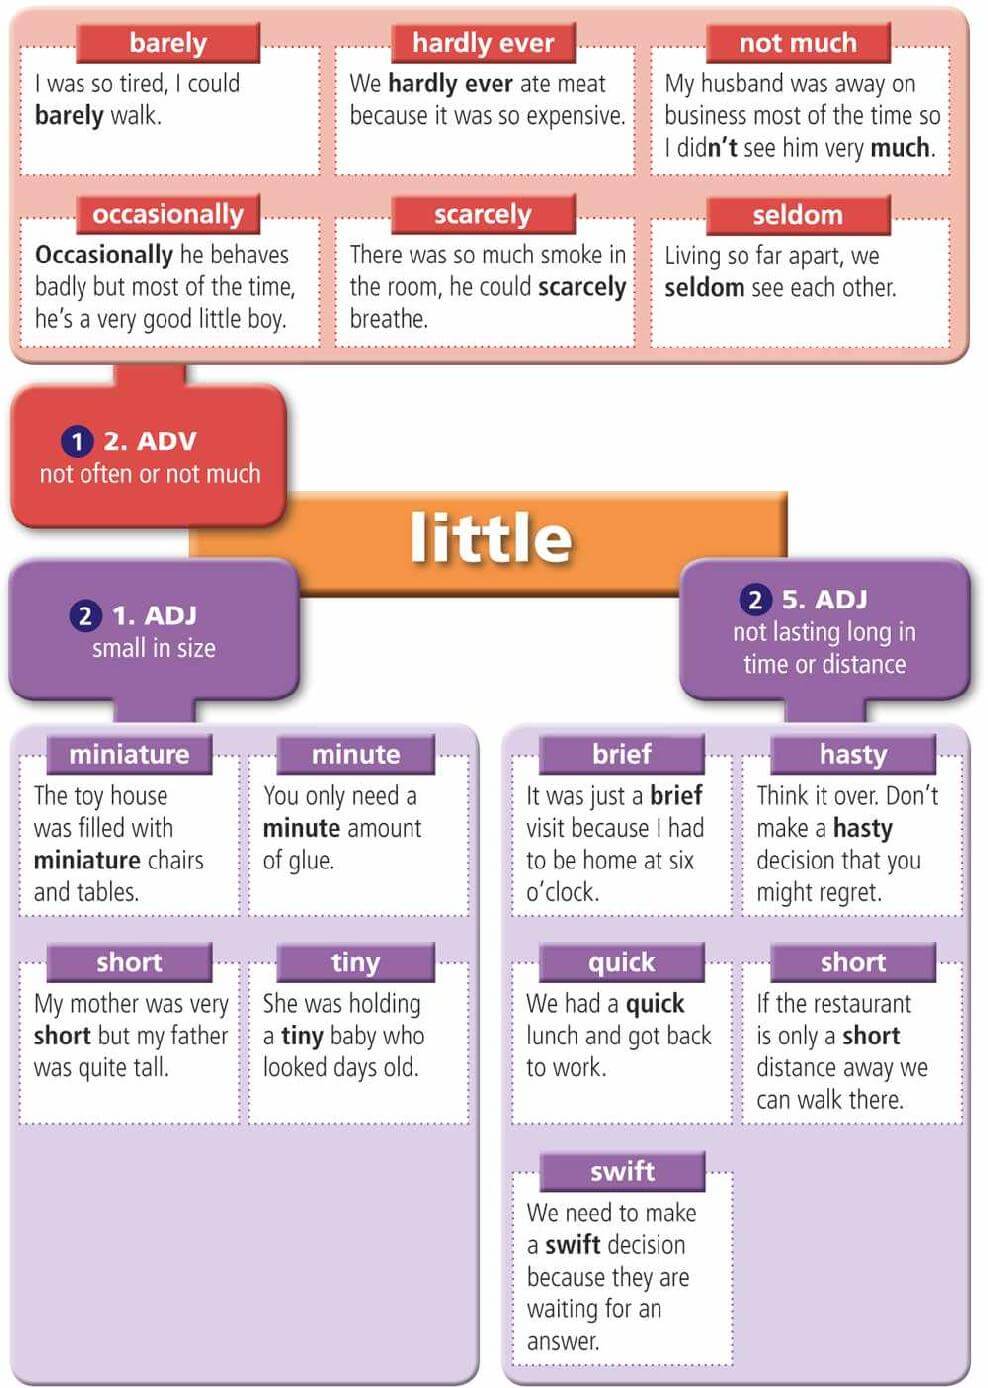 barely
I was so tired, I could
barely walk.
hardly ever
We hardly ever ate meat
because it was so expensive.
not much
My husband was away on
business most of the time so
I didn't see him very much.
occasionally
Occasionally he behaves
badly but most of the time,
he's a very good little boy.
scarcely
There was so much smoke in
the room, he could scarcely
breathe.
seldom
Living so far apart, we
seldom see each other.
1 2. ADV
not often or not much
little
2 1. ADJ
small in size
2 5. ADJ
not lasting long in
time or distance
miniature
The toy house
was filled with
miniature chairs
and tables.
minute
You only need a
minute amount
of glue.
short
My mother was very
short but my father
was quite tall.
tiny
She was holding
a tiny baby who
looked days old.
brief
It was just a brief
visit because I had
to be home at six
o'clock.
hasty
Think it over. Don't
make a hasty
decision that you
might regret.
quick
We had a quick
lunch and got back
to work.
short
If the restaurant
is only a short
distance away we
can walk there.
swift
We need to make
a swift decision
because they are
waiting for an
answer.